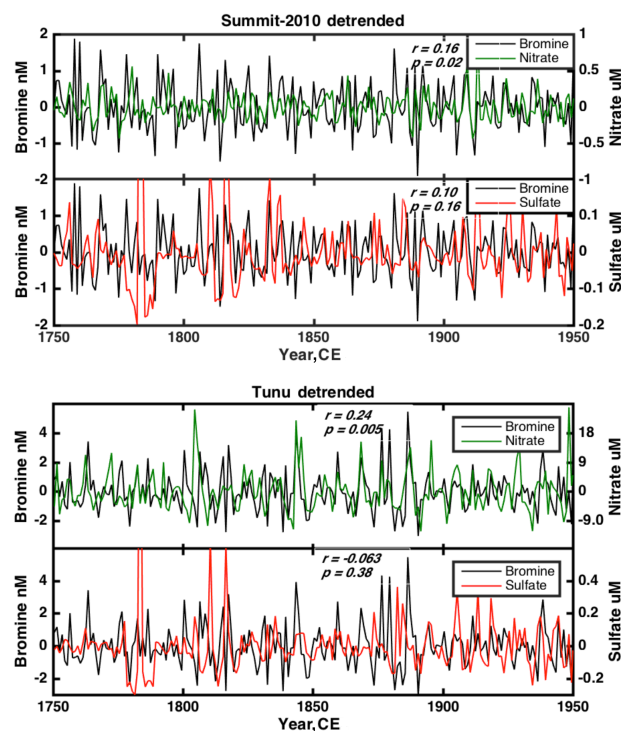 Summit-2010 detrended
2
1
0
-1
-2
Bromine nM
1
0.5
0
-0.5
-1
Nitrate uM
r = 0.16
p = 0.02
Bromine
Nitrate
2
1
0
-1
-2
Bromine nM
0.1
0
-0.1
-0.2
Sulfate uM
r = 0.10
p = 0.16
Bromine
Sulfate
1750
1800
1850
1900
1950
Year,CE
Tunu detrended
4
2
0
-2
Bromine nM
18
9
0
-9.0
Nitrate uM
r = 0.24
p = 0.005
Bromine
Nitrate
4
2
0
-2
Bromine nM
0.4
0.2
0
-0.2
Sulfate uM
r = -0.063
p = 0.38
Bromine
Sulfate
1750
1800
1850
1900
1950
Year,CE